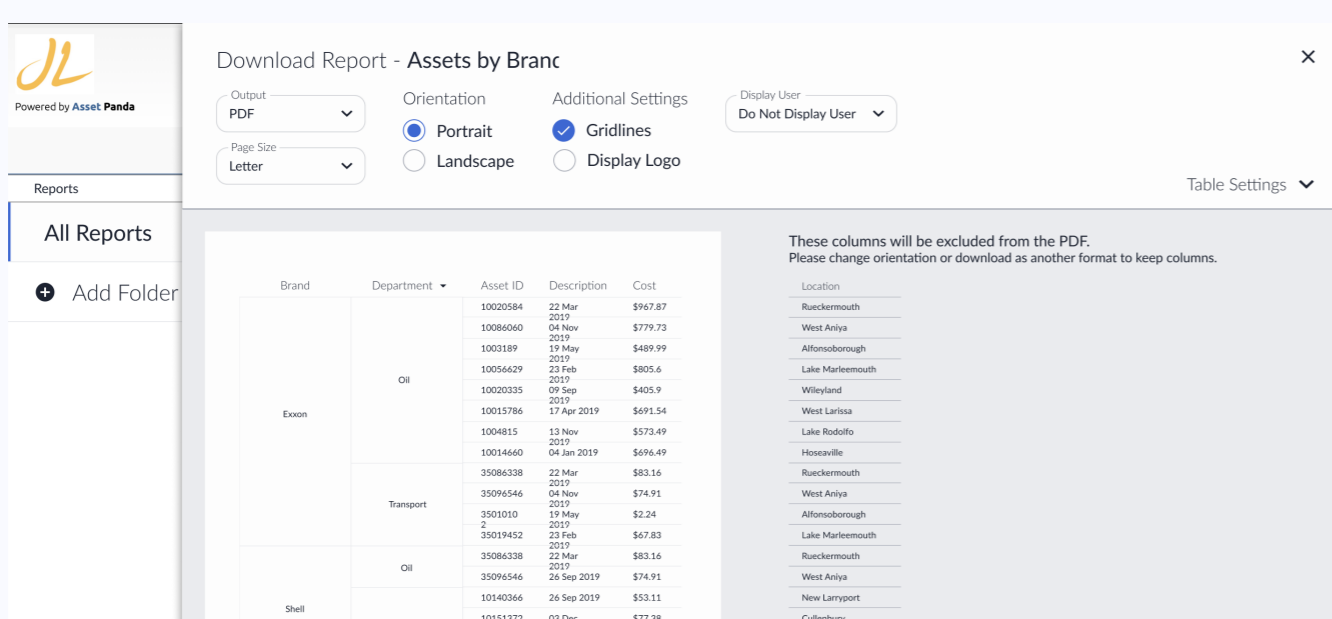 JL
Powered by Asset Panda
Reports
All Reports
Add Folder
Download Report - Assets by Branc
Output
PDF
Page Size
Letter
Orientation
Portrait
Landscape
Additional Settings
Gridlines
Display Logo
Display User
Do Not Display User
Table Settings
Brand Department Asset ID Description Cost
Exxon
Oil
10020584 22 Mar 2019 $967.87
10086060 04 Nov 2019 $779.73
1003189 19 May 2019 $489.99
10056629 23 Feb 2019 $805.6
10020335 09 Sep 2019 $405.9
10015786 17 Apr 2019 $691.54
1004815 13 Nov 2019 $573.49
10014660 04 Jan 2019 $696.49
Transport
35086338 22 Mar 2019 $83.16
35096546 04 Nov 2019 $74.91
3501010 2 19 May 2019 $2.24
35019452 23 Feb 2019 $67.83
Shell
Oil
35086338 22 Mar 2019 $83.16
35096546 26 Sep 2019 $74.91
10140366 26 Sep 2019 $53.11
10151372 03 Dec $77.38
These columns will be excluded from the PDF.
Please change orientation or download as another format to keep columns.
Location
Rueckermouth
West Aniya
Alfonsoborough
Lake Marleemouth
Wileyland
West Larissa
Lake Rodolfo
Hoseaville
Rueckermouth
West Aniya
Alfonsoborough
Lake Marleemouth
Rueckermouth
West Aniya
New Larryport
Cullenbury